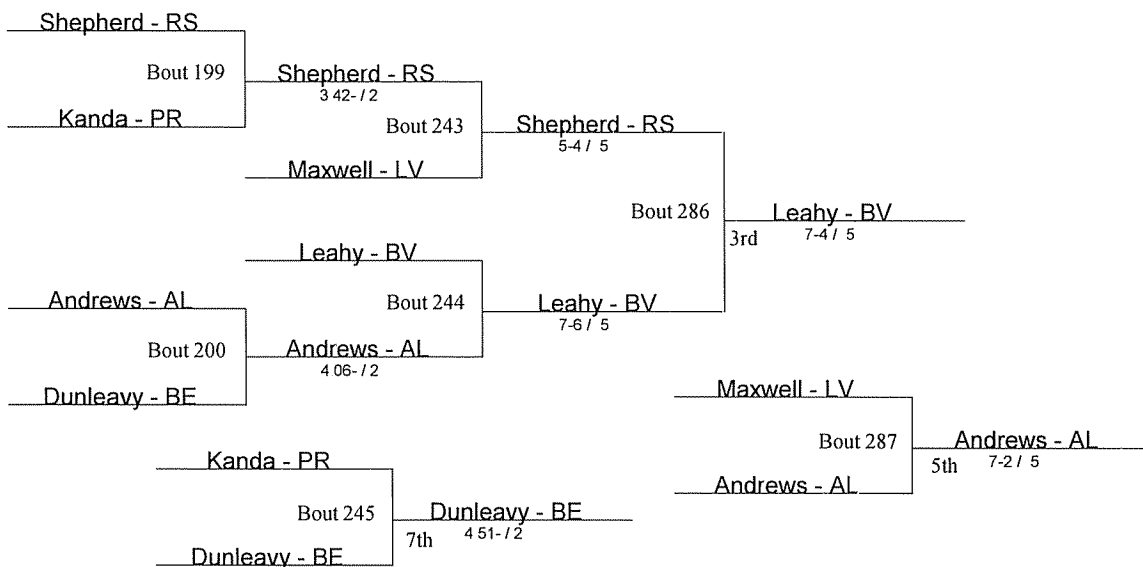 Shepherd - RS
Bout 199
Shepherd - RS
3 42- / 2
Kanda - PR
Bout 243
Shepherd - RS
5-4 / 5
Maxwell - LV
Bout 286
Leahy - BV
7-4 / 5
3rd
Leahy - BV
Andrews - AL
Bout 244
Leahy - BV
7-6 / 5
Bout 200
Andrews - AL
4 06- / 2
Dunleavy - BE
Maxwell - LV
Bout 287
Andrews - AL
7-2 / 5
5th
Andrews - AL
Kanda - PR
Bout 245
Dunleavy - BE
4 51- / 2
7th
Dunleavy - BE